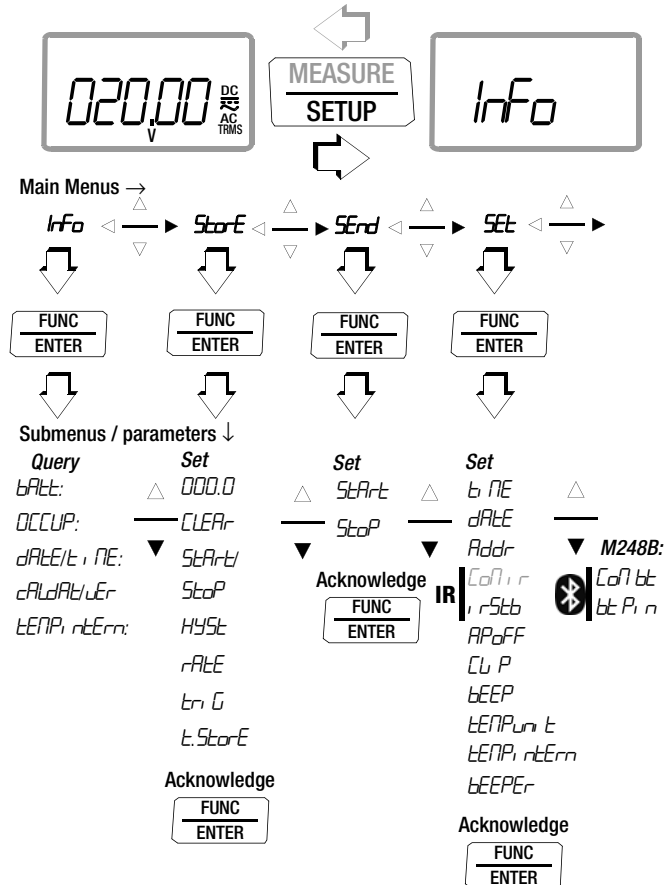 MEASURE
SETUP
020.00 DC AC TRMS V
InFo
Main Menus →
InFo StorE SEnd SEt
FUNC ENTER FUNC ENTER FUNC ENTER FUNC ENTER
Submenus / parameters ↓
Query
bAtt:
OCCUP:
dAtE/tiME:
cALdAt/vEr
tEMPintErn:
Set
000.0
CLEAr
StArt/
StoP
HYSt
rAtE
triG
t.StorE
Acknowledge
FUNC
ENTER
Set
StArt
StoP
Acknowledge
FUNC
ENTER
Set
tiME
dAtE
Addr
IR
CoMir
irStb
APoFF
CLiP
bEEP
tEMPunit
tEMPintErn
bEEPEr
Acknowledge
FUNC
ENTER
M248B:
CoM bt
bt Pin